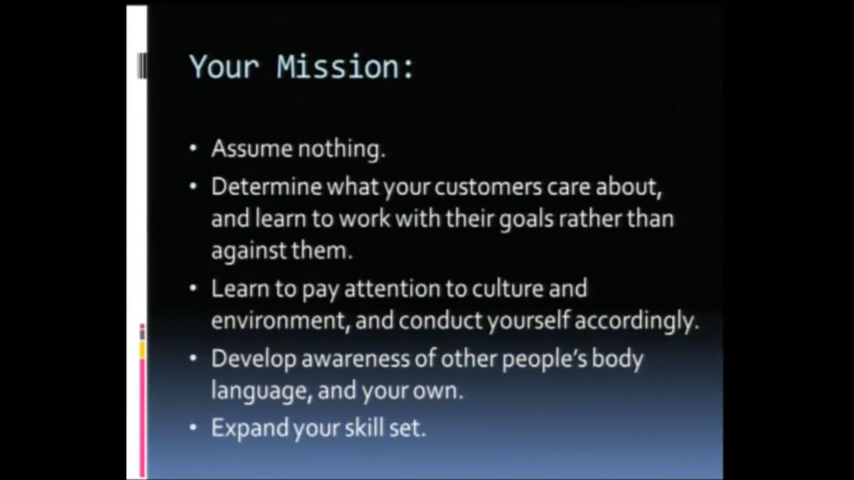 Your Mission:
• Assume nothing.
• Determine what your customers care about,
and learn to work with their goals rather than
against them.
• Learn to pay attention to culture and
environment, and conduct yourself accordingly.
• Develop awareness of other people's body
language, and your own.
• Expand your skill set.